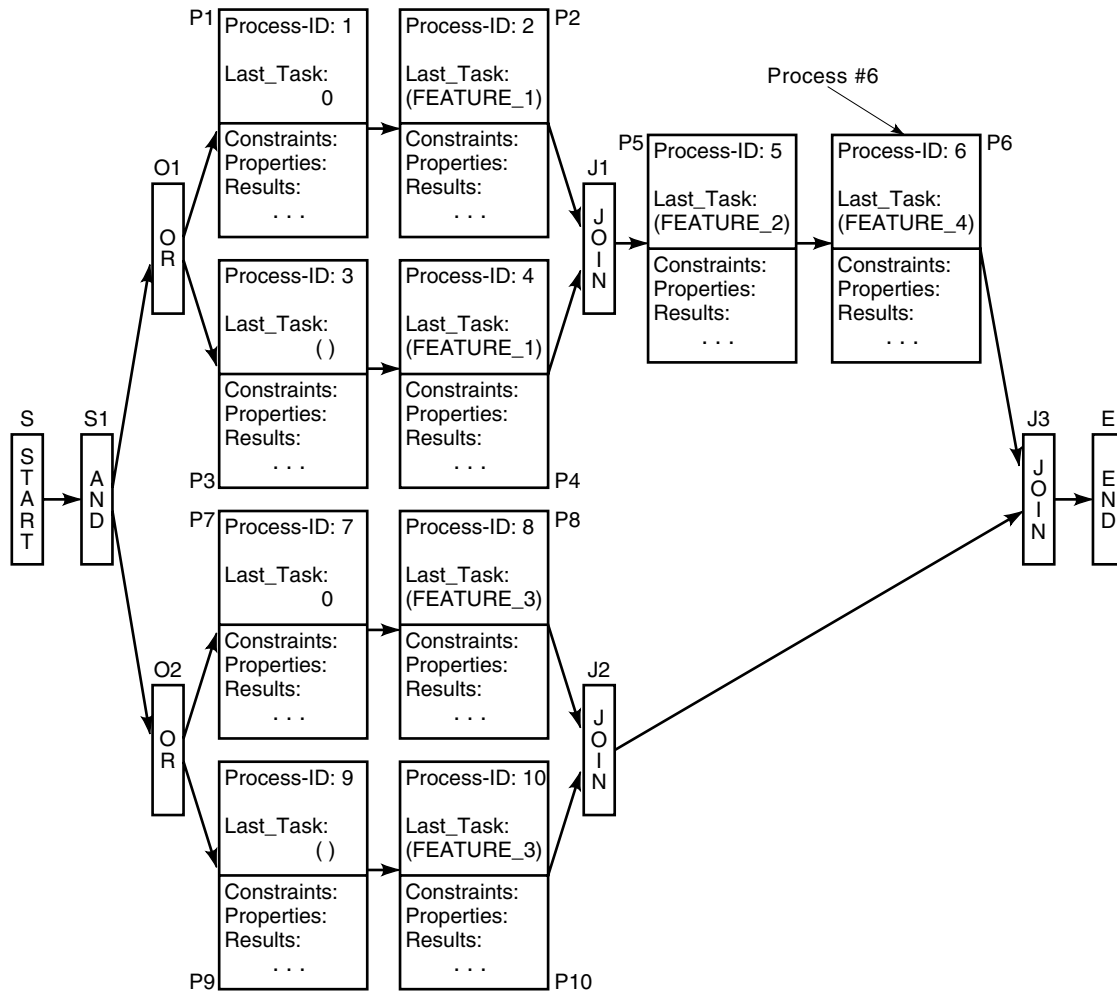 P1
Process-ID: 1
Last_Task:
0
Constraints:
Properties:
Results:
. . .
Process-ID: 2
P2
Last_Task:
(FEATURE_1)
Constraints:
Properties:
Results:
. . .
Process #6
O1
OR
J1
JOIN
P5
Process-ID: 5
Last_Task:
(FEATURE_2)
Constraints:
Properties:
Results:
. . .
Process-ID: 6
P6
Last_Task:
(FEATURE_4)
Constraints:
Properties:
Results:
. . .
Process-ID: 3
Last_Task:
( )
Constraints:
Properties:
Results:
. . .
P3
Process-ID: 4
Last_Task:
(FEATURE_1)
Constraints:
Properties:
Results:
. . .
P4
S
START
S1
AND
J3
JOIN
E
END
P7
Process-ID: 7
Last_Task:
0
Constraints:
Properties:
Results:
. . .
Process-ID: 8
P8
Last_Task:
(FEATURE_3)
Constraints:
Properties:
Results:
. . .
O2
OR
J2
JOIN
Process-ID: 9
Last_Task:
( )
Constraints:
Properties:
Results:
. . .
P9
Process-ID: 10
Last_Task:
(FEATURE_3)
Constraints:
Properties:
Results:
. . .
P10